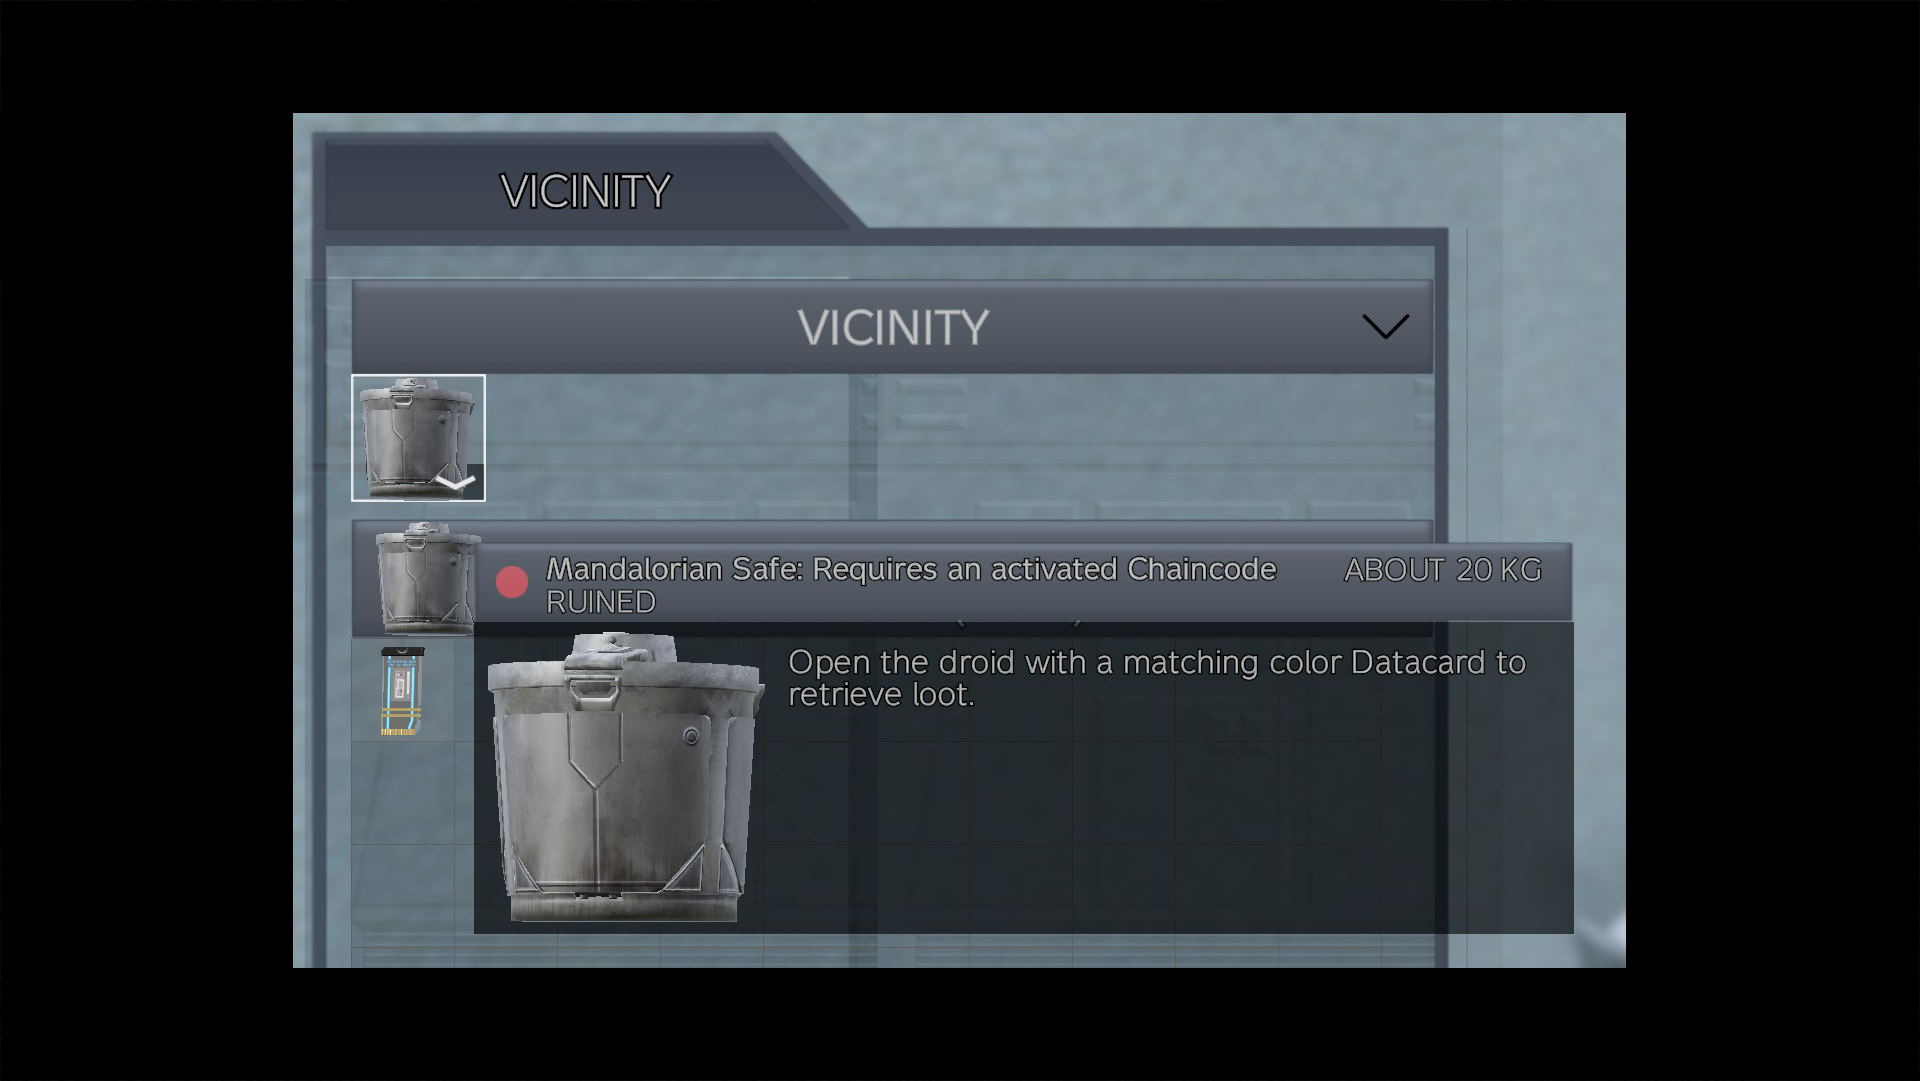 VICINITY
VICINITY
Mandalorian Safe: Requires an activated Chaincode
ABOUT 20 KG
RUINED
Open the droid with a matching color Datacard to
retrieve loot.